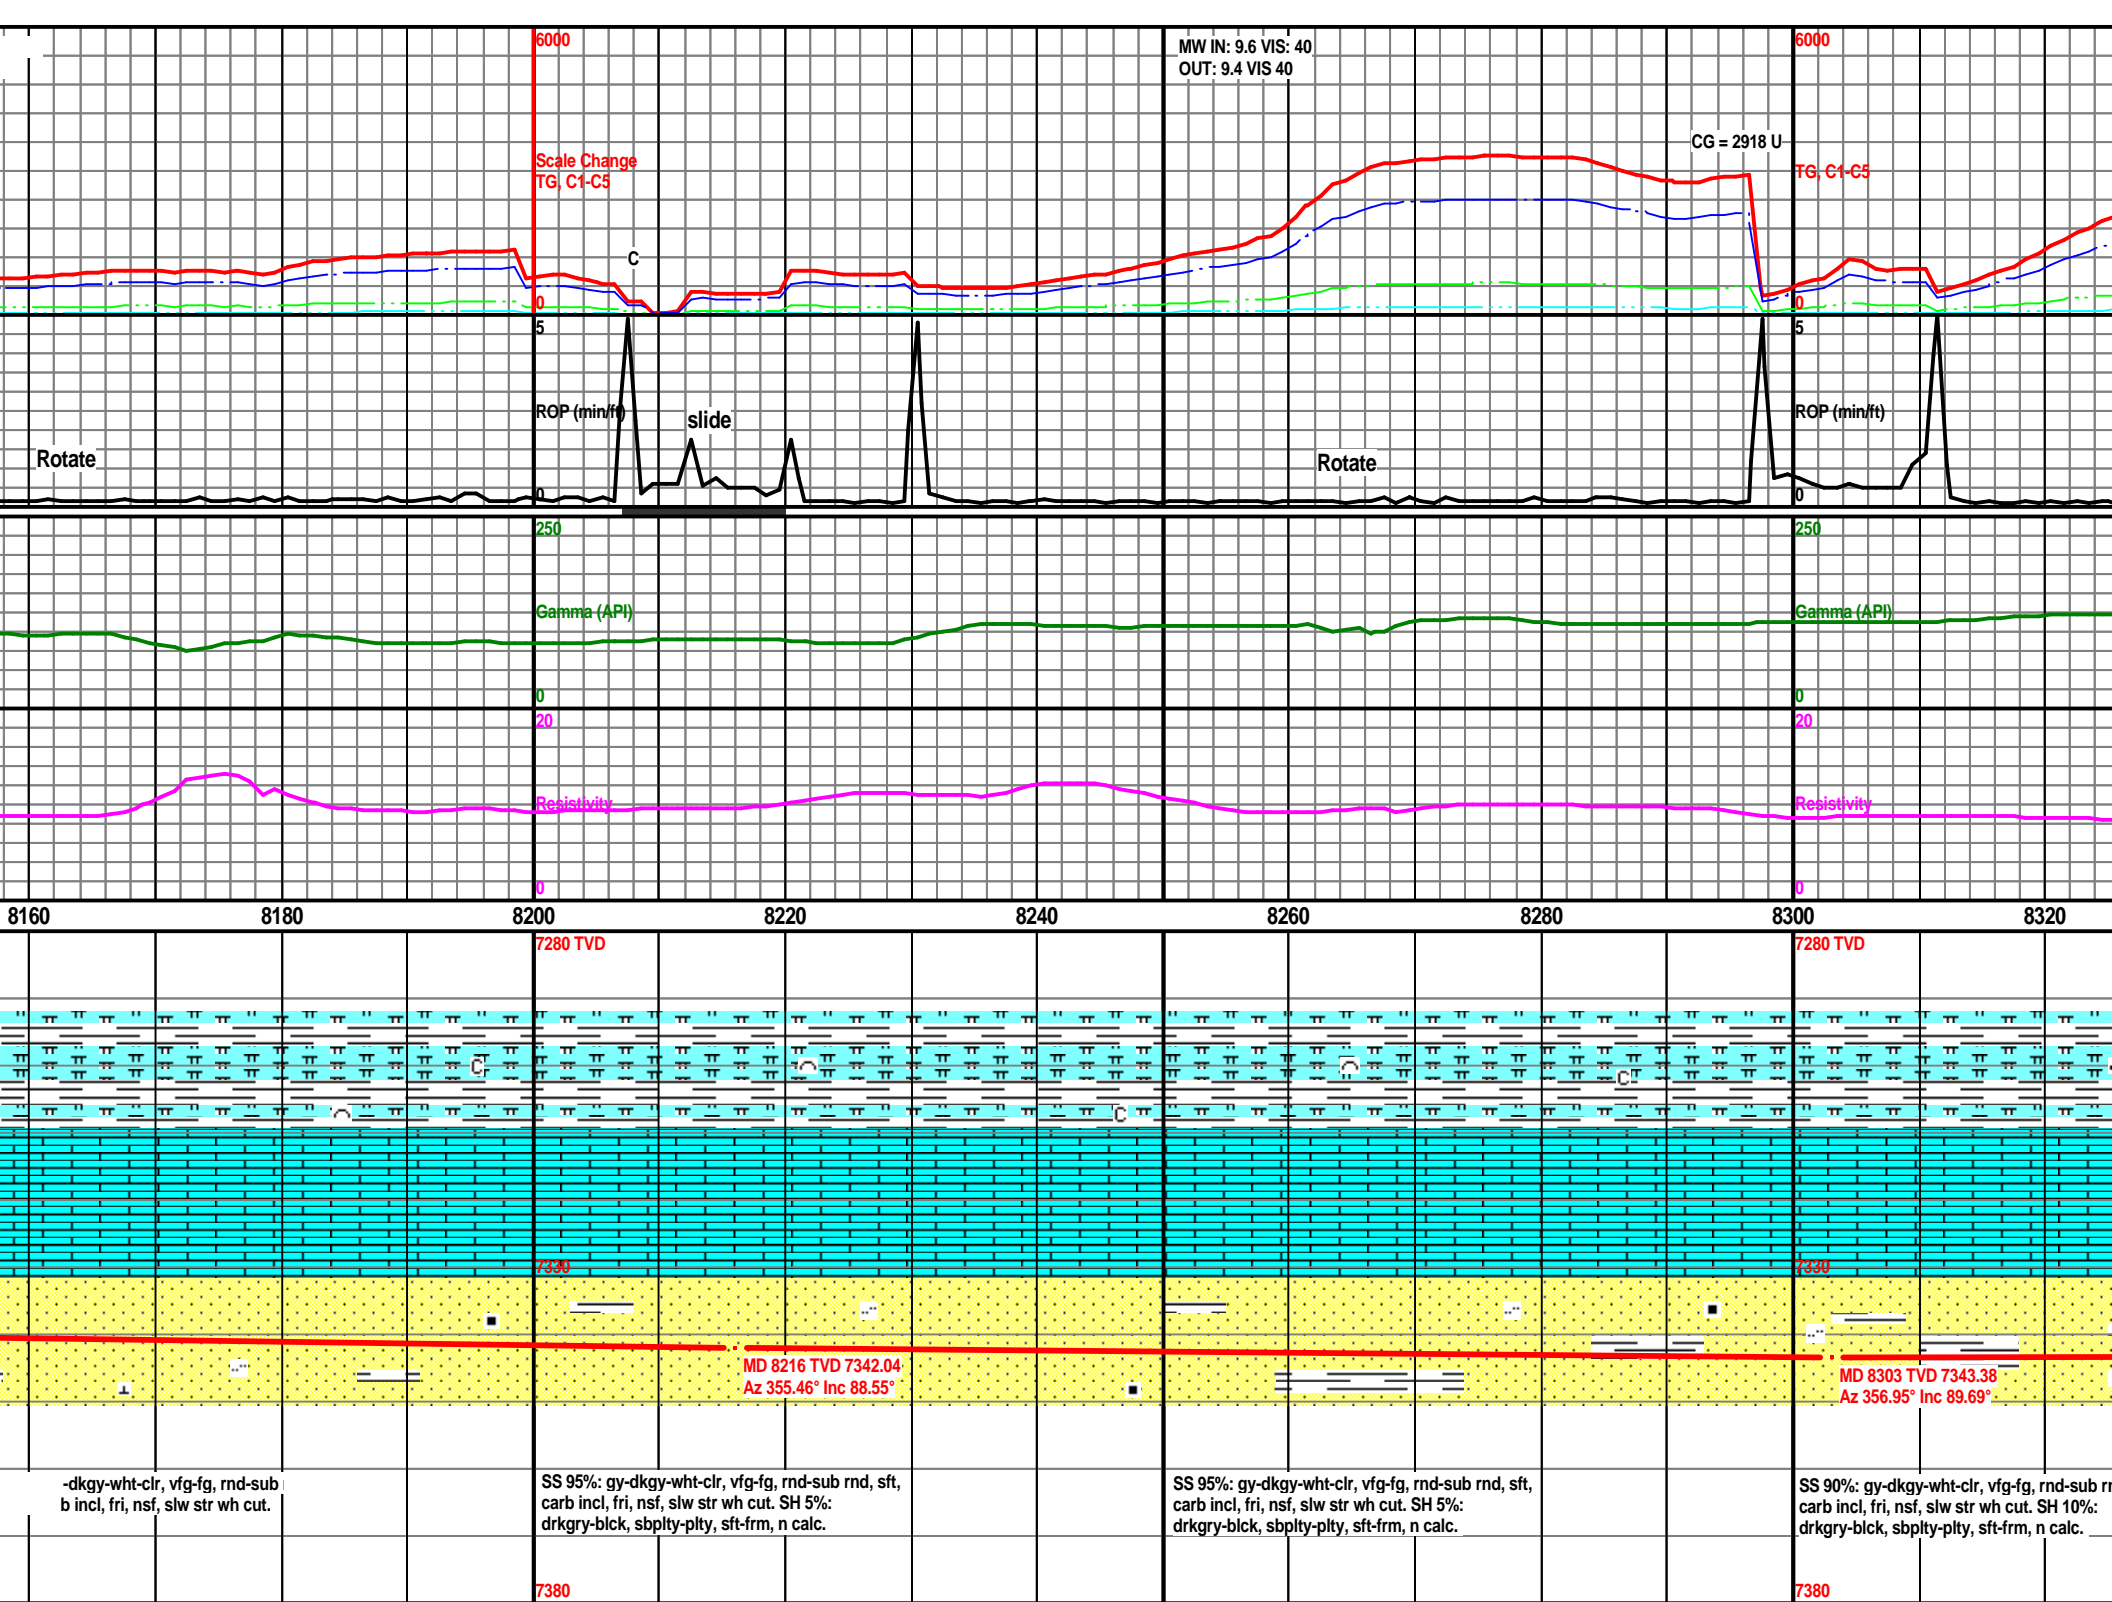 6000
MW IN: 9.6 VIS: 40
OUT: 9.4 VIS 40
6000
CG = 2918 U
Scale Change
TG, C1-C5
TG, C1-C5
C
0
0
5
5
ROP (min/ft)
slide
ROP (min/ft)
Rotate
Rotate
0
0
250
250
Gamma (API)
Gamma (API)
0
0
20
20
Resistivity
Resistivity
0
0
8160 8180 8200 8220 8240 8260 8280 8300 8320
7280 TVD
7280 TVD
C
C
C
7330
7330
MD 8216 TVD 7342.04
Az 355.46° Inc 88.55°
MD 8303 TVD 7343.38
Az 356.95° Inc 89.69°
-dkgy-wht-clr, vfg-fg, rnd-sub
b incl, fri, nsf, slw str wh cut.
SS 95%: gy-dkgy-wht-clr, vfg-fg, rnd-sub rnd, sft,
carb incl, fri, nsf, slw str wh cut. SH 5%:
drkgry-blck, sbplty-plty, sft-frm, n calc.
SS 95%: gy-dkgy-wht-clr, vfg-fg, rnd-sub rnd, sft,
carb incl, fri, nsf, slw str wh cut. SH 5%:
drkgry-blck, sbplty-plty, sft-frm, n calc.
SS 90%: gy-dkgy-wht-clr, vfg-fg, rnd-sub
carb incl, fri, nsf, slw str wh cut. SH 10%:
drkgry-blck, sbplty-plty, sft-frm, n calc.
7380
7380